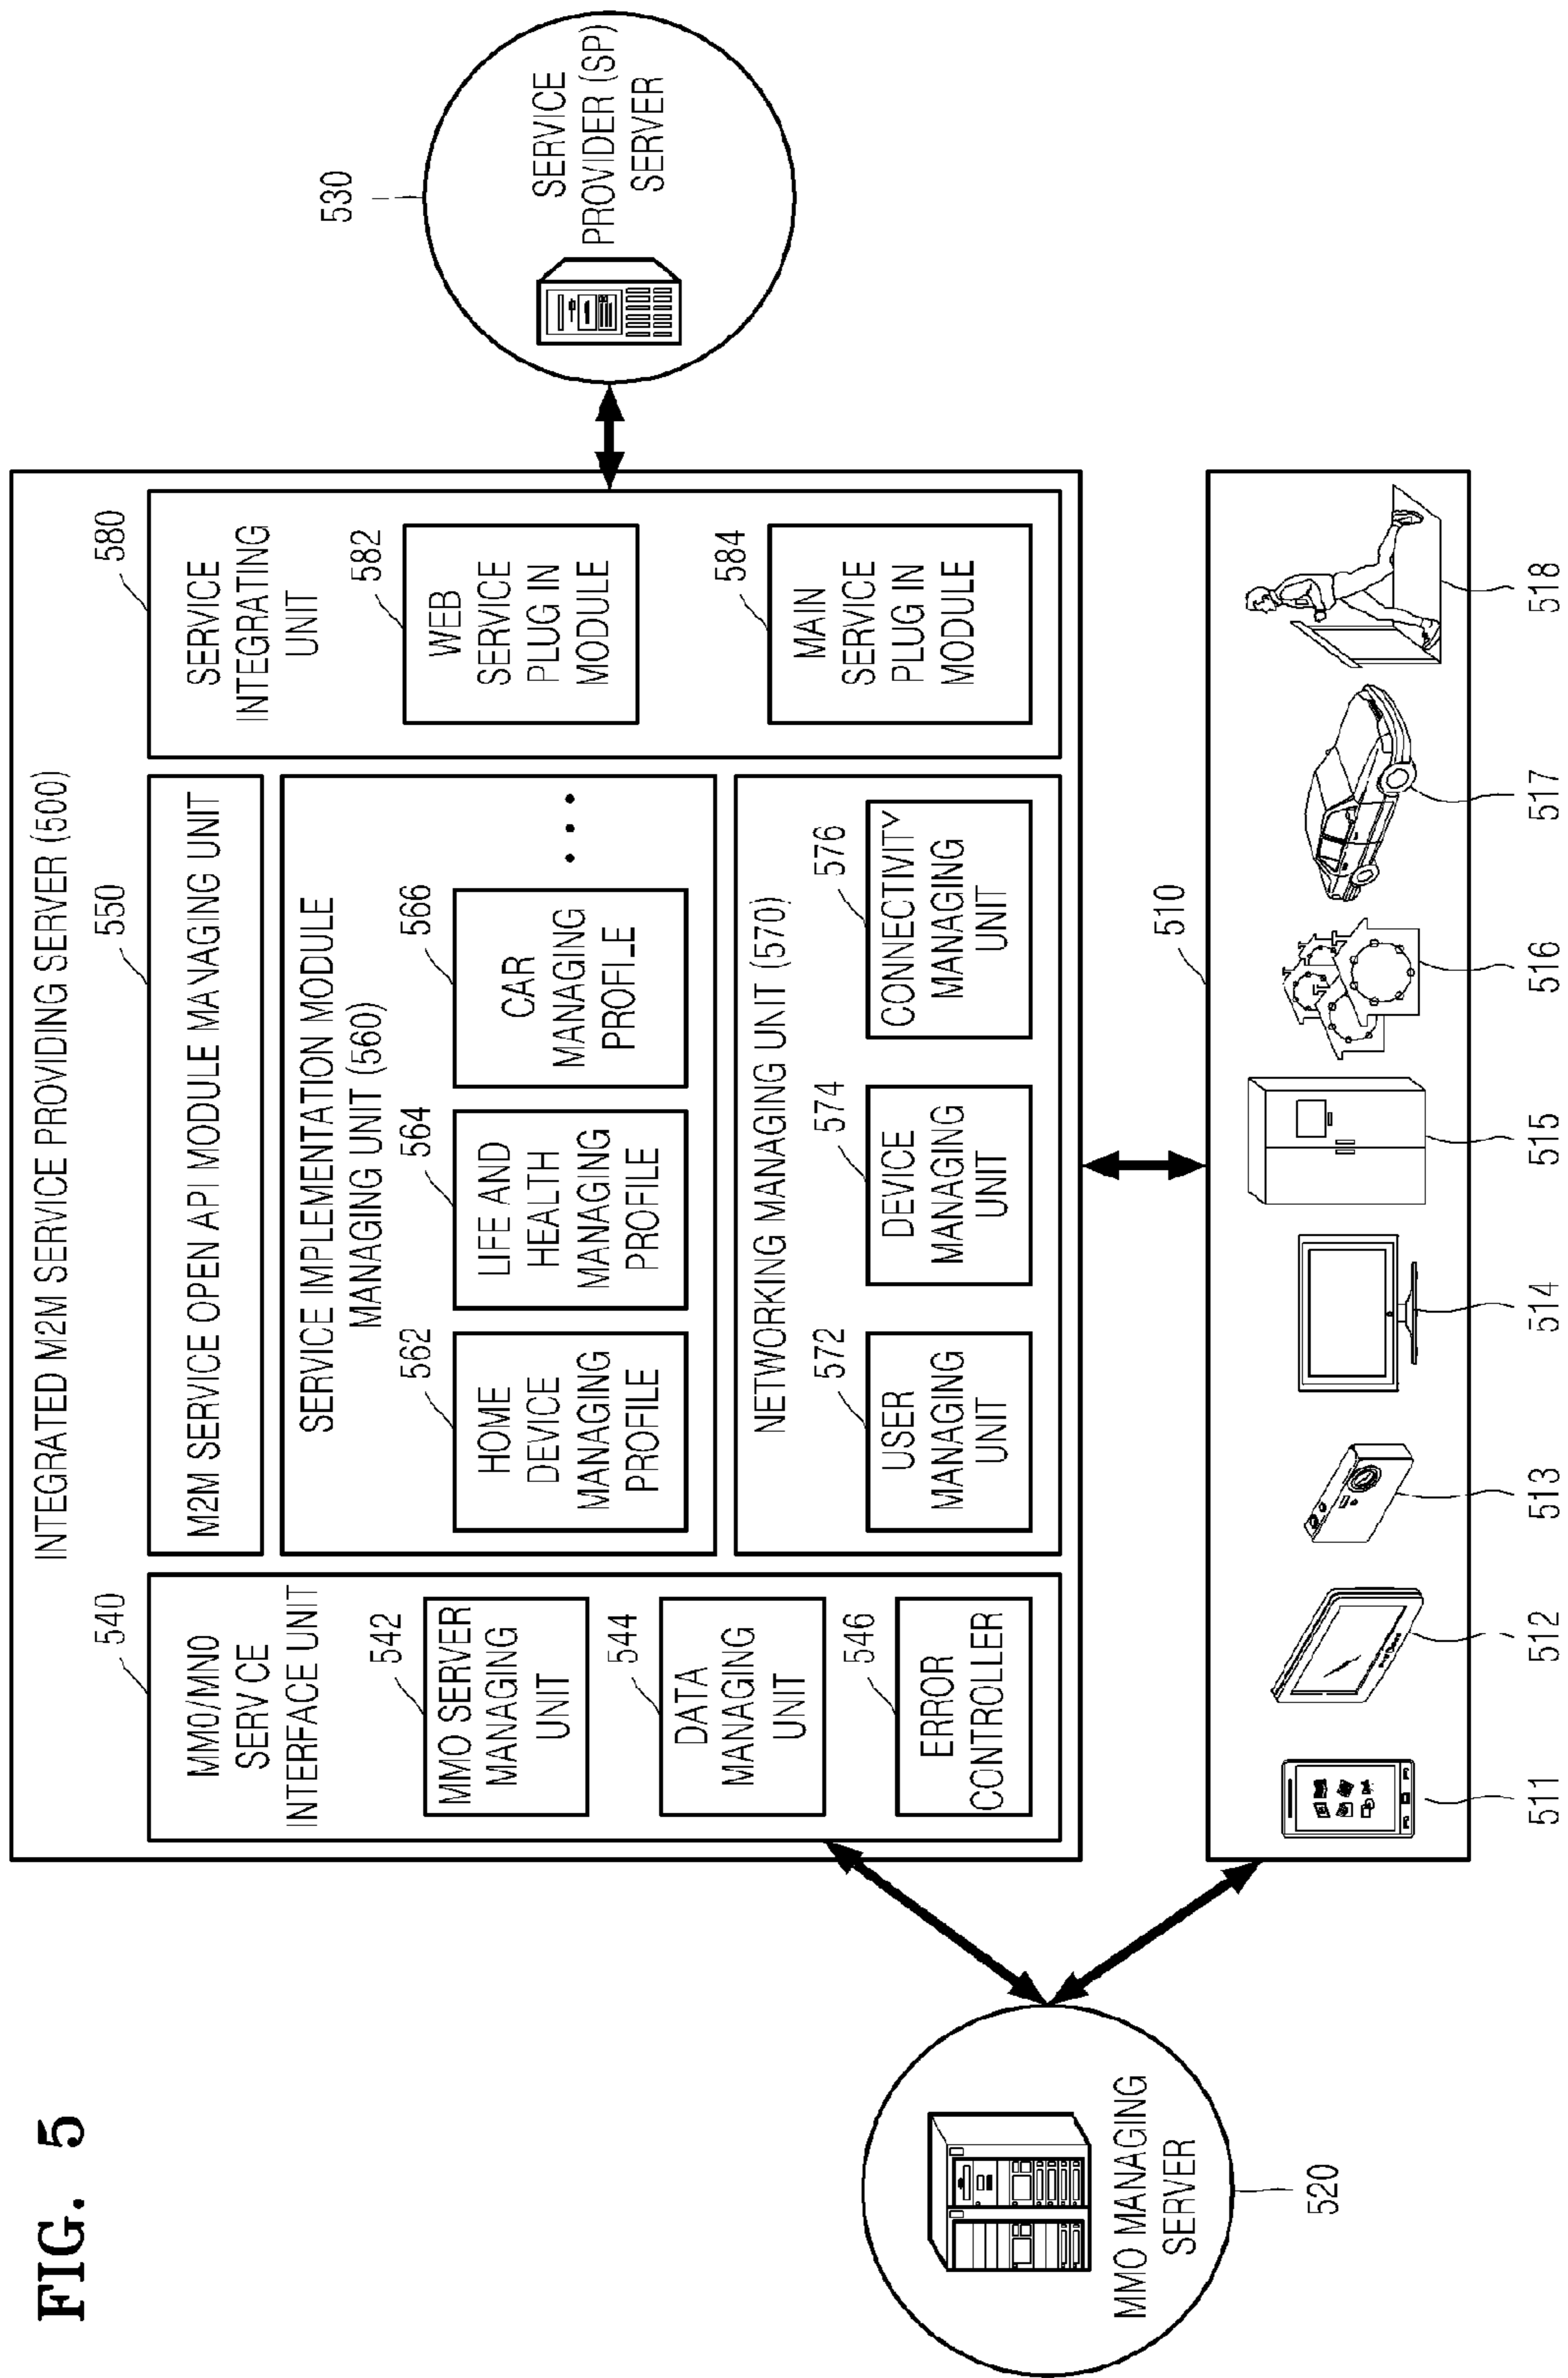 FIG. 5
INTEGRATED M2M SERVICE PROVIDING SERVER (500)
540
MMO/MNO
SERVICE
INTERFACE UNIT
542
MMO SERVER
MANAGING
UNIT
544
DATA
MANAGING
UNIT
546
ERROR
CONTROLLER
550
M2M SERVICE OPEN API MODULE MANAGING UNIT
SERVICE IMPLEMENTATION MODULE
MANAGING UNIT (560)
562
HOME
DEVICE
MANAGING
PROFILE
564
LIFE AND
HEALTH
MANAGING
PROFILE
566
CAR
MANAGING
PROFILE
• • •
NETWORKING MANAGING UNIT (570)
572
USER
MANAGING
UNIT
574
DEVICE
MANAGING
UNIT
576
CONNECTIVITY
MANAGING
UNIT
580
SERVICE
INTEGRATING
UNIT
582
WEB
SERVICE
PLUG IN
MODULE
584
MAIN
SERVICE
PLUG IN
MODULE
530
SERVICE
PROVIDER (SP)
SERVER
MMO MANAGING
SERVER
520
510
511
512
513
514
515
516
517
518